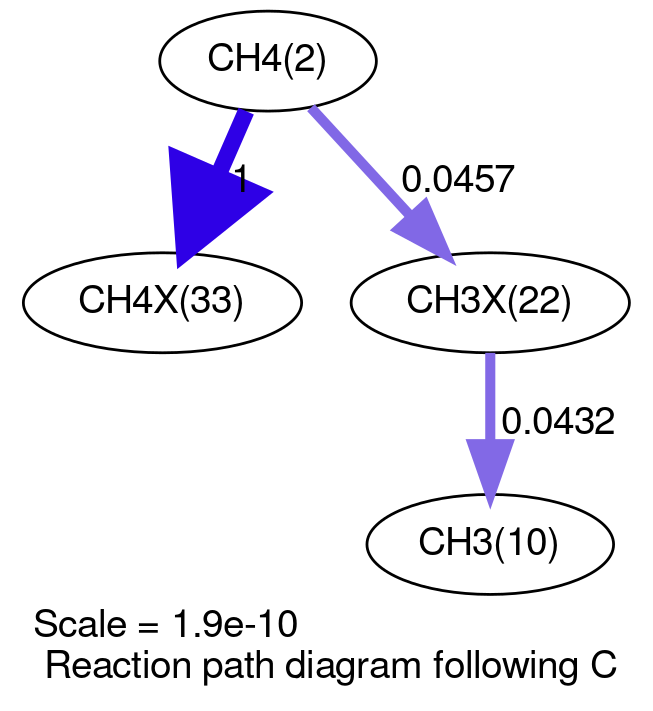 CH4(2)
1
0.0457
CH4X(33)
CH3X(22)
0.0432
CH3(10)
Scale = 1.9e-10
Reaction path diagram following C